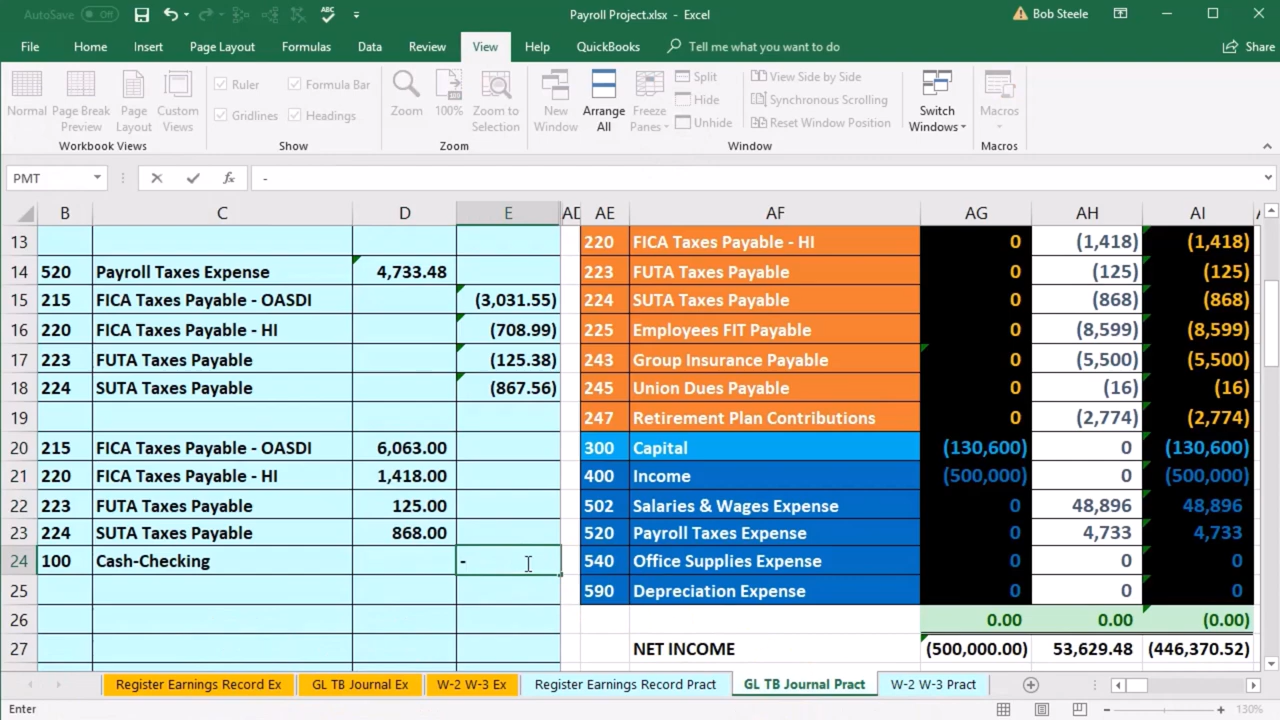 AutoSave Off
Payroll Project.xlsx - Excel
Bob Steele
File Home Insert Page Layout Formulas Data Review View Help QuickBooks Tell me what you want to do Share
Normal Page Break Preview Page Layout Custom Views
Workbook Views
Ruler Formula Bar
Gridlines Headings
Show
Zoom 100% Zoom to Selection
Zoom
New Window Arrange All Freeze Panes
Split
Hide
Unhide
View Side by Side
Synchronous Scrolling
Reset Window Position
Window
Switch Windows
Macros
Macros
PMT fx -
B C D E AD AE AF AG AH AI
13 220 FICA Taxes Payable - HI 0 (1,418) (1,418)
14 520 Payroll Taxes Expense 4,733.48 223 FUTA Taxes Payable 0 (125) (125)
15 215 FICA Taxes Payable - OASDI (3,031.55) 224 SUTA Taxes Payable 0 (868) (868)
16 220 FICA Taxes Payable - HI (708.99) 225 Employees FIT Payable 0 (8,599) (8,599)
17 223 FUTA Taxes Payable (125.38) 243 Group Insurance Payable 0 (5,500) (5,500)
18 224 SUTA Taxes Payable (867.56) 245 Union Dues Payable 0 (16) (16)
19 247 Retirement Plan Contributions 0 (2,774) (2,774)
20 215 FICA Taxes Payable - OASDI 6,063.00 300 Capital (130,600) 0 (130,600)
21 220 FICA Taxes Payable - HI 1,418.00 400 Income (500,000) 0 (500,000)
22 223 FUTA Taxes Payable 125.00 502 Salaries & Wages Expense 0 48,896 48,896
23 224 SUTA Taxes Payable 868.00 520 Payroll Taxes Expense 0 4,733 4,733
24 100 Cash-Checking - 540 Office Supplies Expense 0 0 0
25 590 Depreciation Expense 0 0 0
26 0.00 0.00 (0.00)
27 NET INCOME (500,000.00) 53,629.48 (446,370.52)
Register Earnings Record Ex GL TB Journal Ex W-2 W-3 Ex Register Earnings Record Pract GL TB Journal Pract W-2 W-3 Pract
Enter 130%